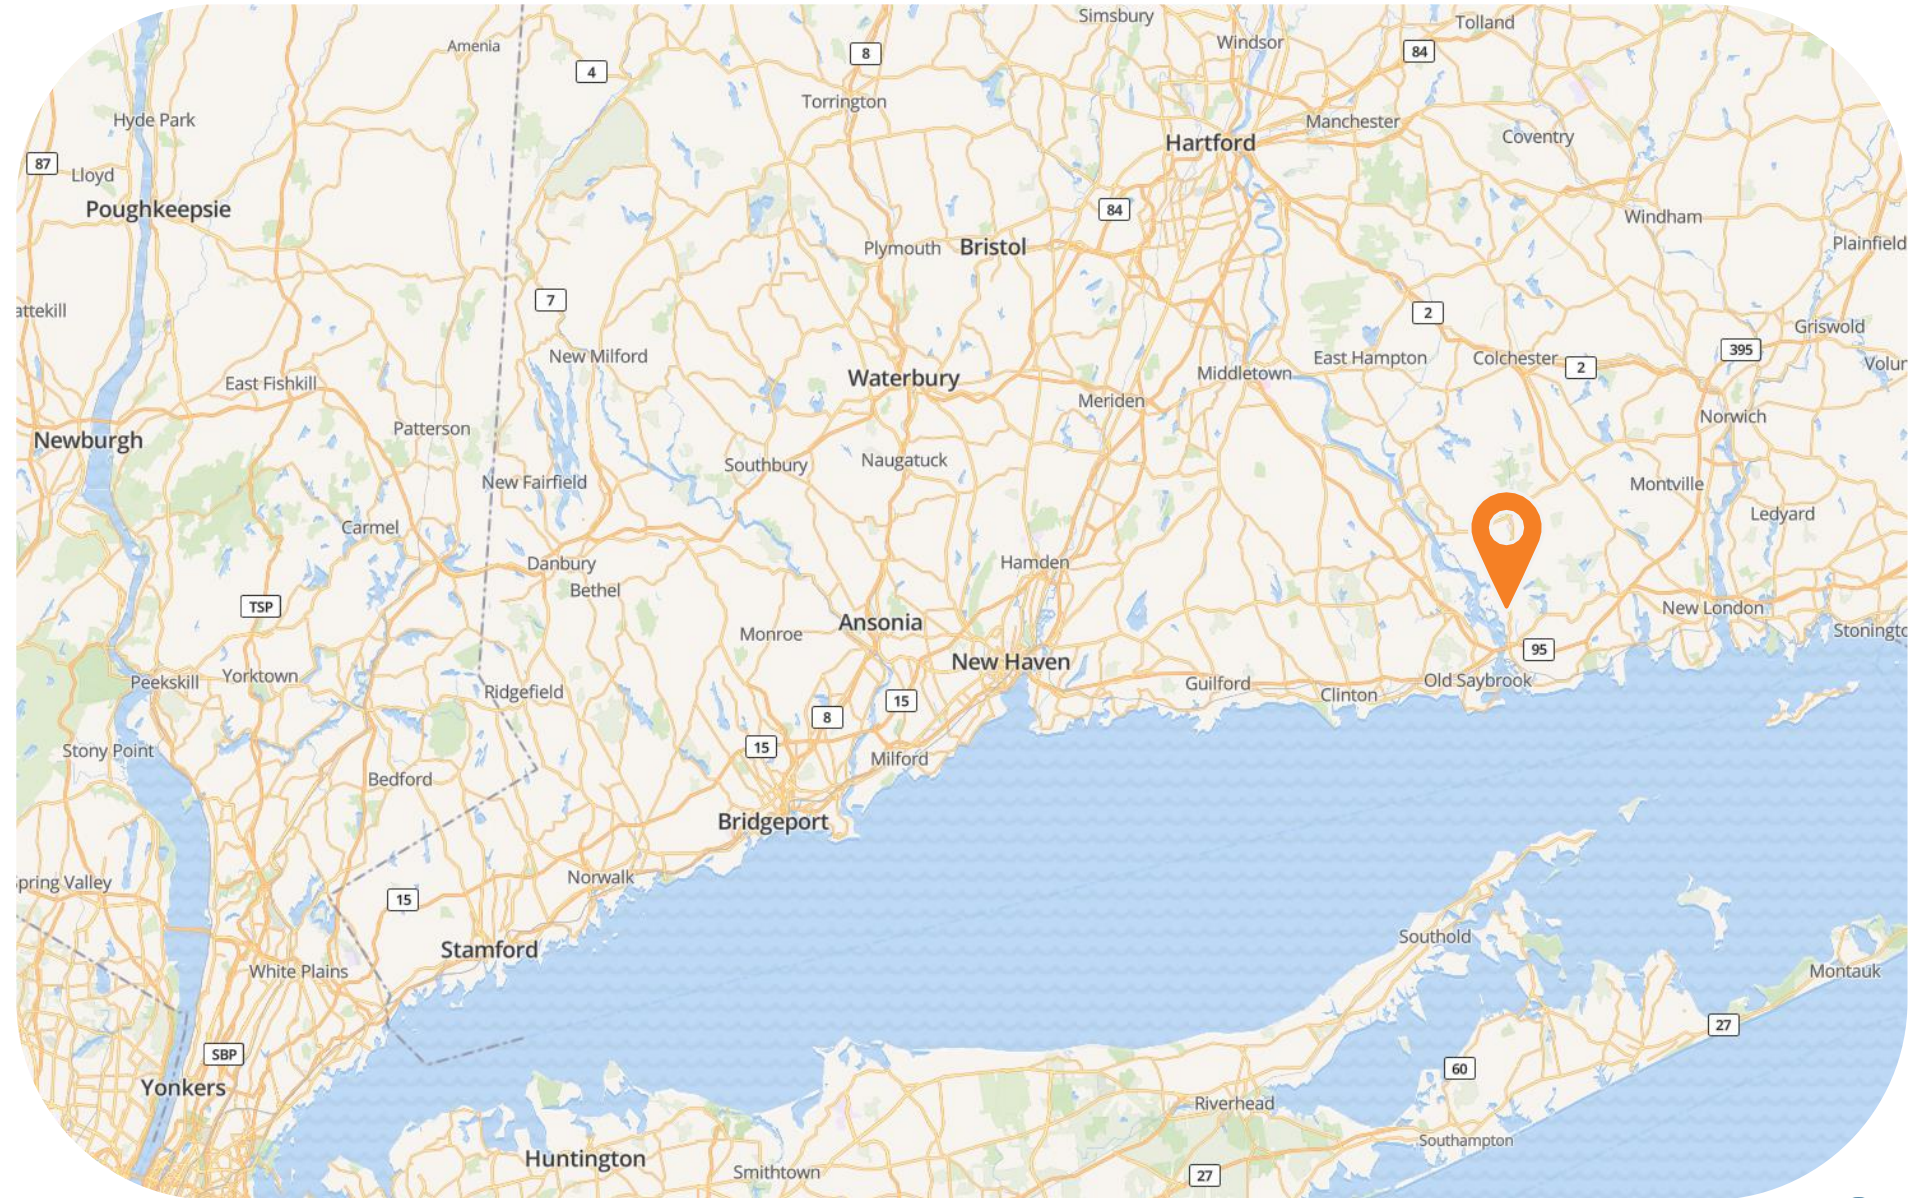 Simsbury
Tolland
Windsor
Amenia
8
84
4
Torrington
Hyde Park
Manchester
Coventry
Hartford
87
Lloyd
Poughkeepsie
84
Windham
Plymouth
Bristol
Plainfield
7
attekill
2
Griswold
395
New Milford
East Hampton
Colchester
2
Volur
East Fishkill
Waterbury
Middletown
Meriden
Norwich
Patterson
Newburgh
Southbury
Naugatuck
New Fairfield
Montville
Ledyard
Carmel
Danbury
Hamden
Bethel
TSP
New London
Ansonia
Monroe
Stoningto
95
New Haven
Yorktown
Peekskill
Ridgefield
Guilford
Clinton
Old Saybrook
15
8
15
Stony Point
Milford
Bedford
Bridgeport
pring Valley
Norwalk
15
Stamford
Southold
White Plains
Montauk
27
SBP
60
Yonkers
Riverhead
Southampton
Huntington
Smithtown
27